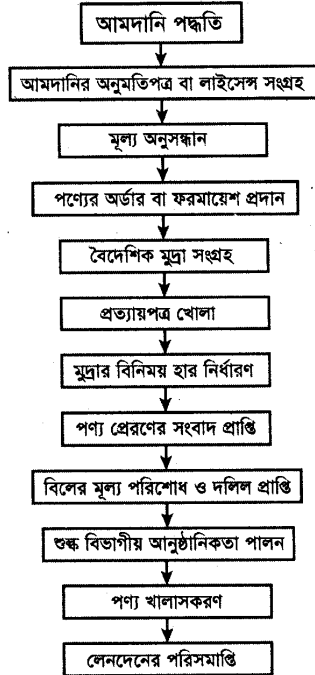 আমদানি পদ্ধতি
আমদানির অনুমতিপত্র বা লাইসেন্স সংগ্রহ
মূল্য অনুসন্ধান
পণ্যের অর্ডার বা ফরমায়েশ প্রদান
বৈদেশিক মুদ্রা সংগ্রহ
প্রত্যয়পত্র খোলা
মুদ্রার বিনিময় হার নির্ধারণ
পণ্য প্রেরণের সংবাদ প্রাপ্তি
বিলের মূল্য পরিশোধ ও দলিল প্রাপ্তি
শুল্ক বিভাগীয় আনুষ্ঠানিকতা পালন
পণ্য খালাসকরণ
লেনদেনের পরিসমাপ্তি